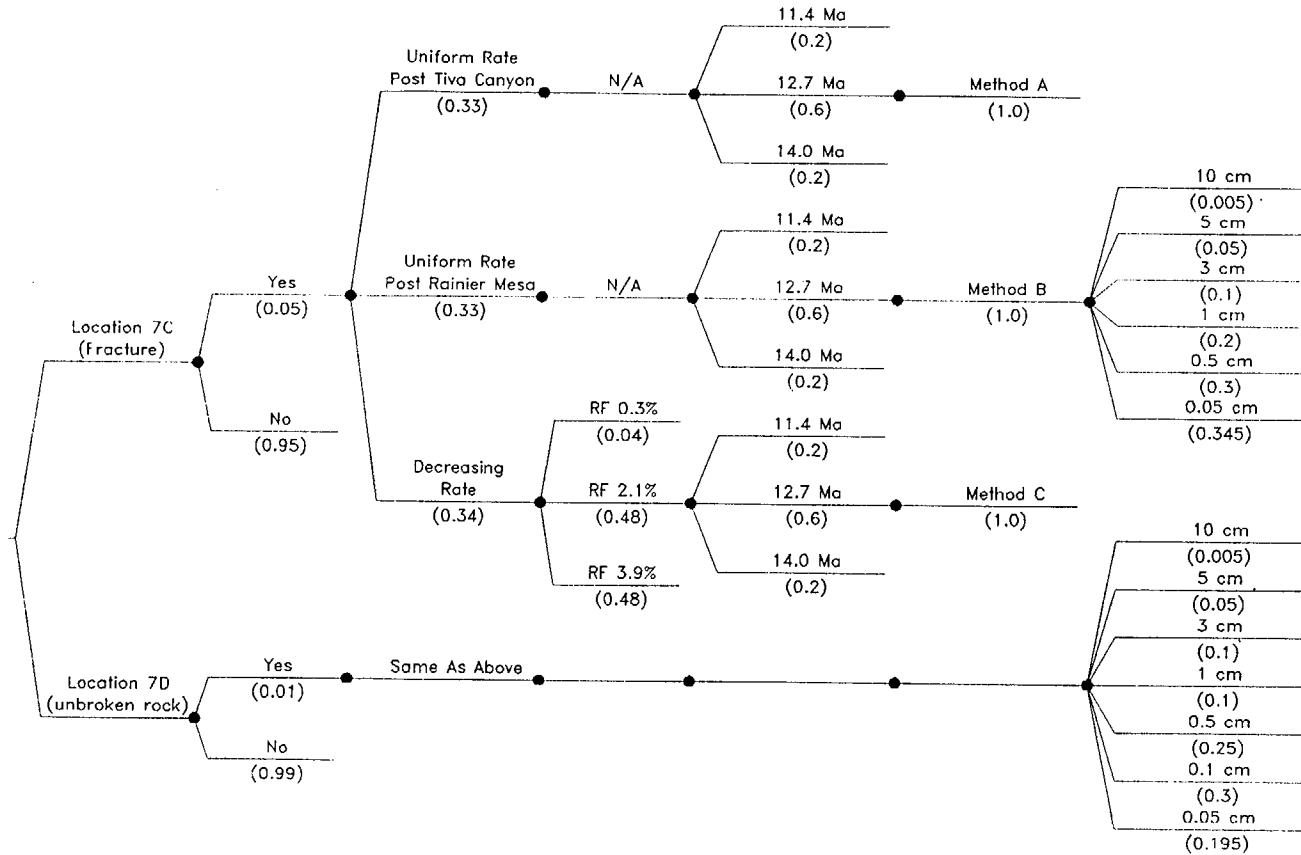 Location 7C
(Fracture)
Yes
(0.05)
No
(0.95)
Uniform Rate
Post Tiva Canyon
(0.33)
N/A
11.4 Ma
(0.2)
12.7 Ma
(0.6)
14.0 Ma
(0.2)
Method A
(1.0)
Uniform Rate
Post Rainier Mesa
(0.33)
N/A
11.4 Ma
(0.2)
12.7 Ma
(0.6)
14.0 Ma
(0.2)
Method B
(1.0)
10 cm
(0.005)
5 cm
(0.05)
3 cm
(0.1)
1 cm
(0.2)
0.5 cm
(0.3)
0.05 cm
(0.345)
Decreasing
Rate
(0.34)
RF 0.3%
(0.04)
RF 2.1%
(0.48)
RF 3.9%
(0.48)
11.4 Ma
(0.2)
12.7 Ma
(0.6)
14.0 Ma
(0.2)
Method C
(1.0)
Location 7D
(unbroken rock)
Yes
(0.01)
No
(0.99)
Same As Above
10 cm
(0.005)
5 cm
(0.05)
3 cm
(0.1)
1 cm
(0.1)
0.5 cm
(0.25)
0.1 cm
(0.3)
0.05 cm
(0.195)